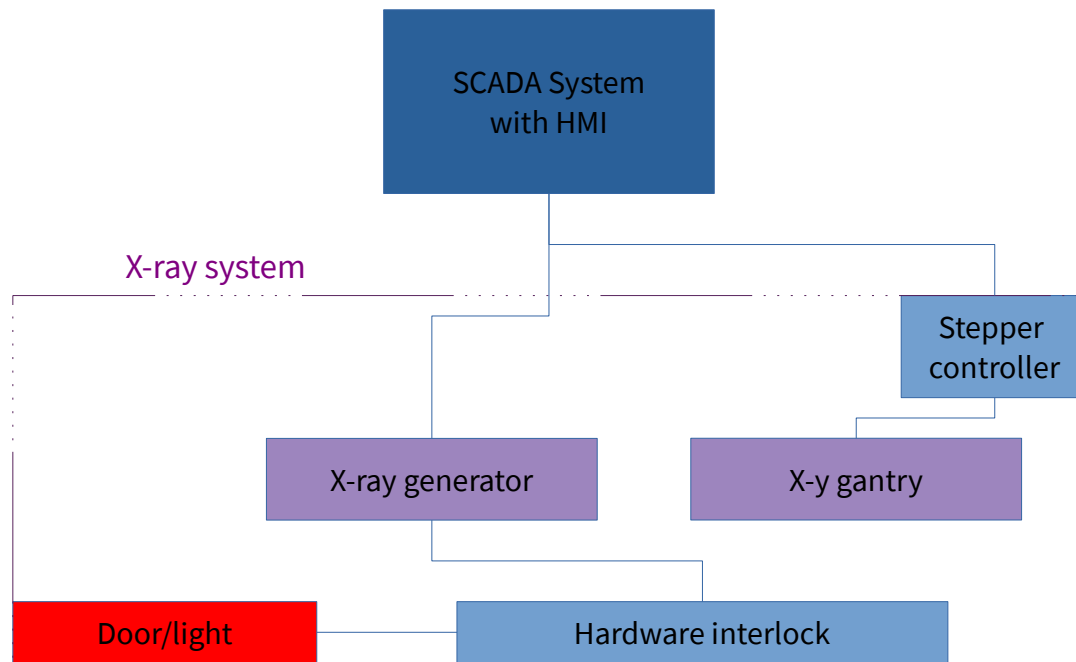 SCADA System
with HMI
X-ray system
Stepper
controller
X-ray generator
X-y gantry
Door/light
Hardware interlock